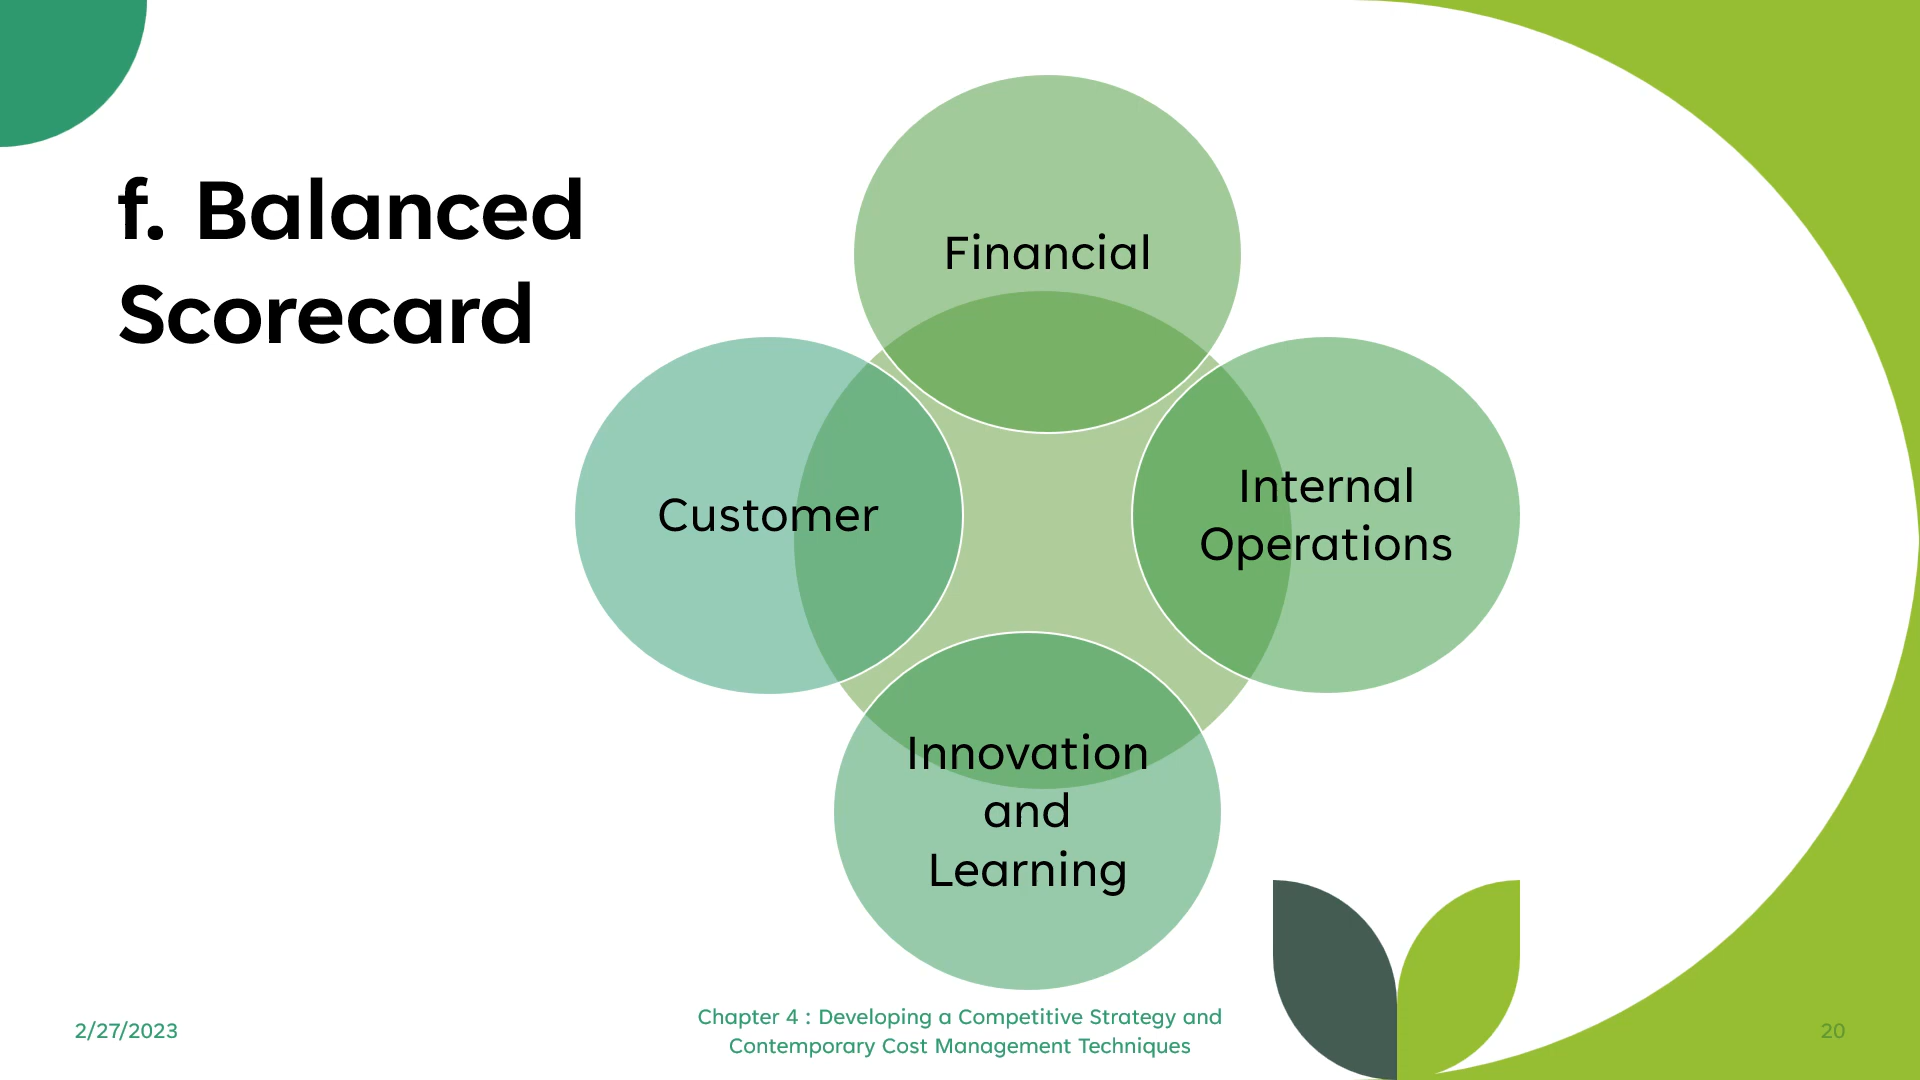 f. Balanced
Scorecard
Financial
Customer
Internal
Operations
Innovation
and
Learning
2/27/2023
Chapter 4 : Developing a Competitive Strategy and
Contemporary Cost Management Techniques
20